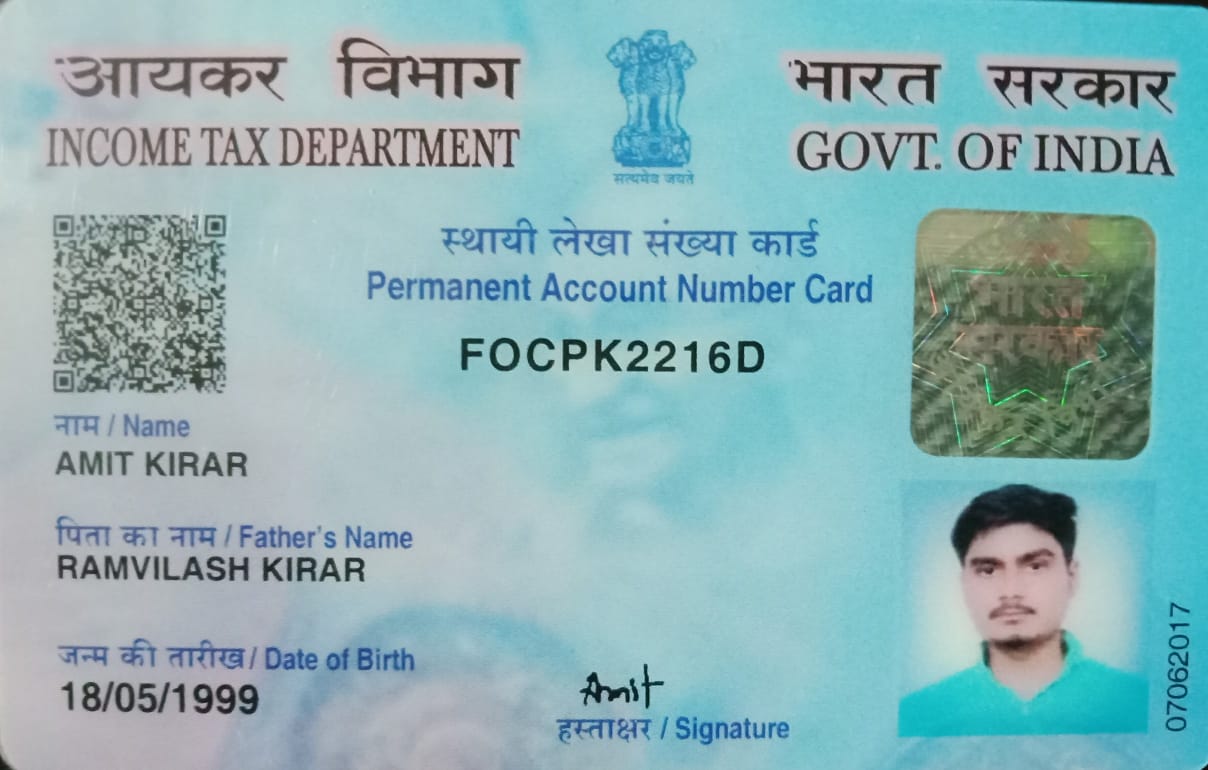 आयकर विभाग
INCOME TAX DEPARTMENT
सत्यमेव जयते
भारत सरकार
GOVT. OF INDIA
स्थायी लेखा संख्या कार्ड
Permanent Account Number Card
FOCPK2216D
भारत
सरकार
नाम / Name
AMIT KIRAR
पिता का नाम / Father's Name
RAMVILASH KIRAR
जन्म की तारीख / Date of Birth
18/05/1999
Amit
हस्ताक्षर / Signature
07062017